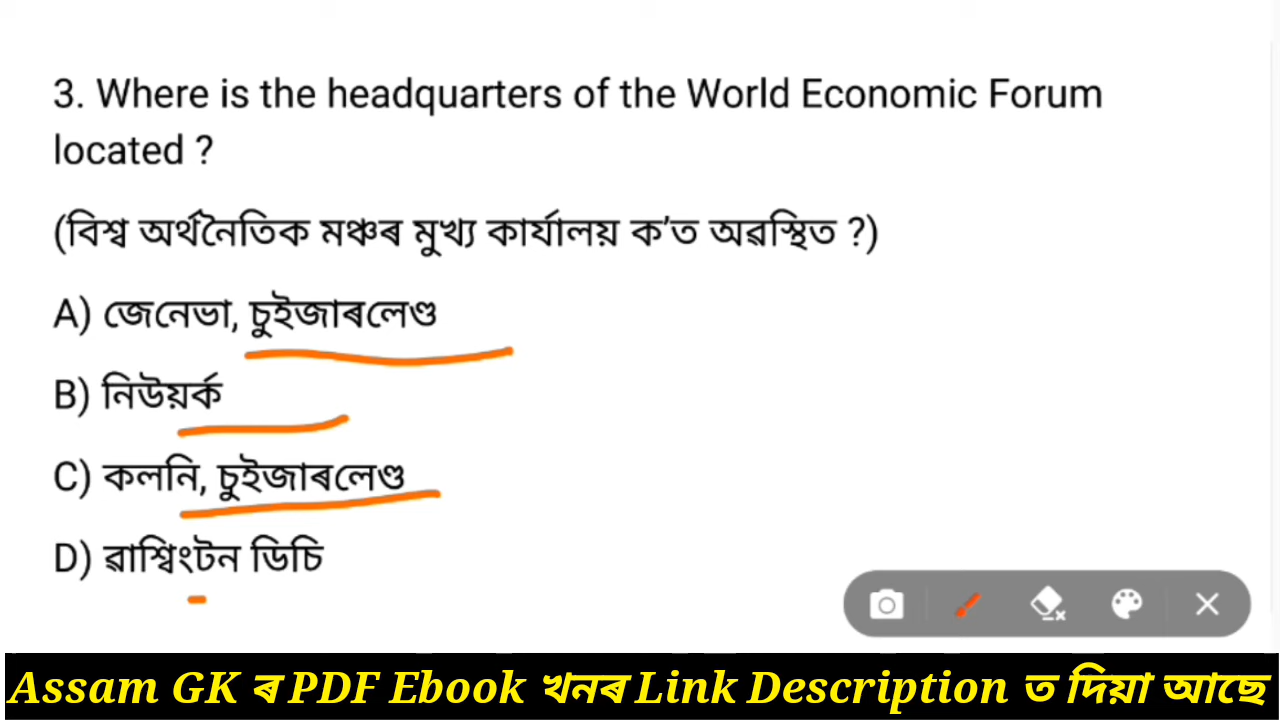 3. Where is the headquarters of the World Economic Forum
located ?
(বিশ্ব অৰ্থনৈতিক মঞ্চৰ মুখ্য কাৰ্যালয় ক’ত অৱস্থিত ?)
A) জেনেভা, চুইজাৰলেণ্ড
B) নিউয়ৰ্ক
C) কলনি, চুইজাৰলেণ্ড
D) ৱাশ্বিংটন ডিচি
Assam GK ৰ PDF Ebook খনৰ Link Description ত দিয়া আছে